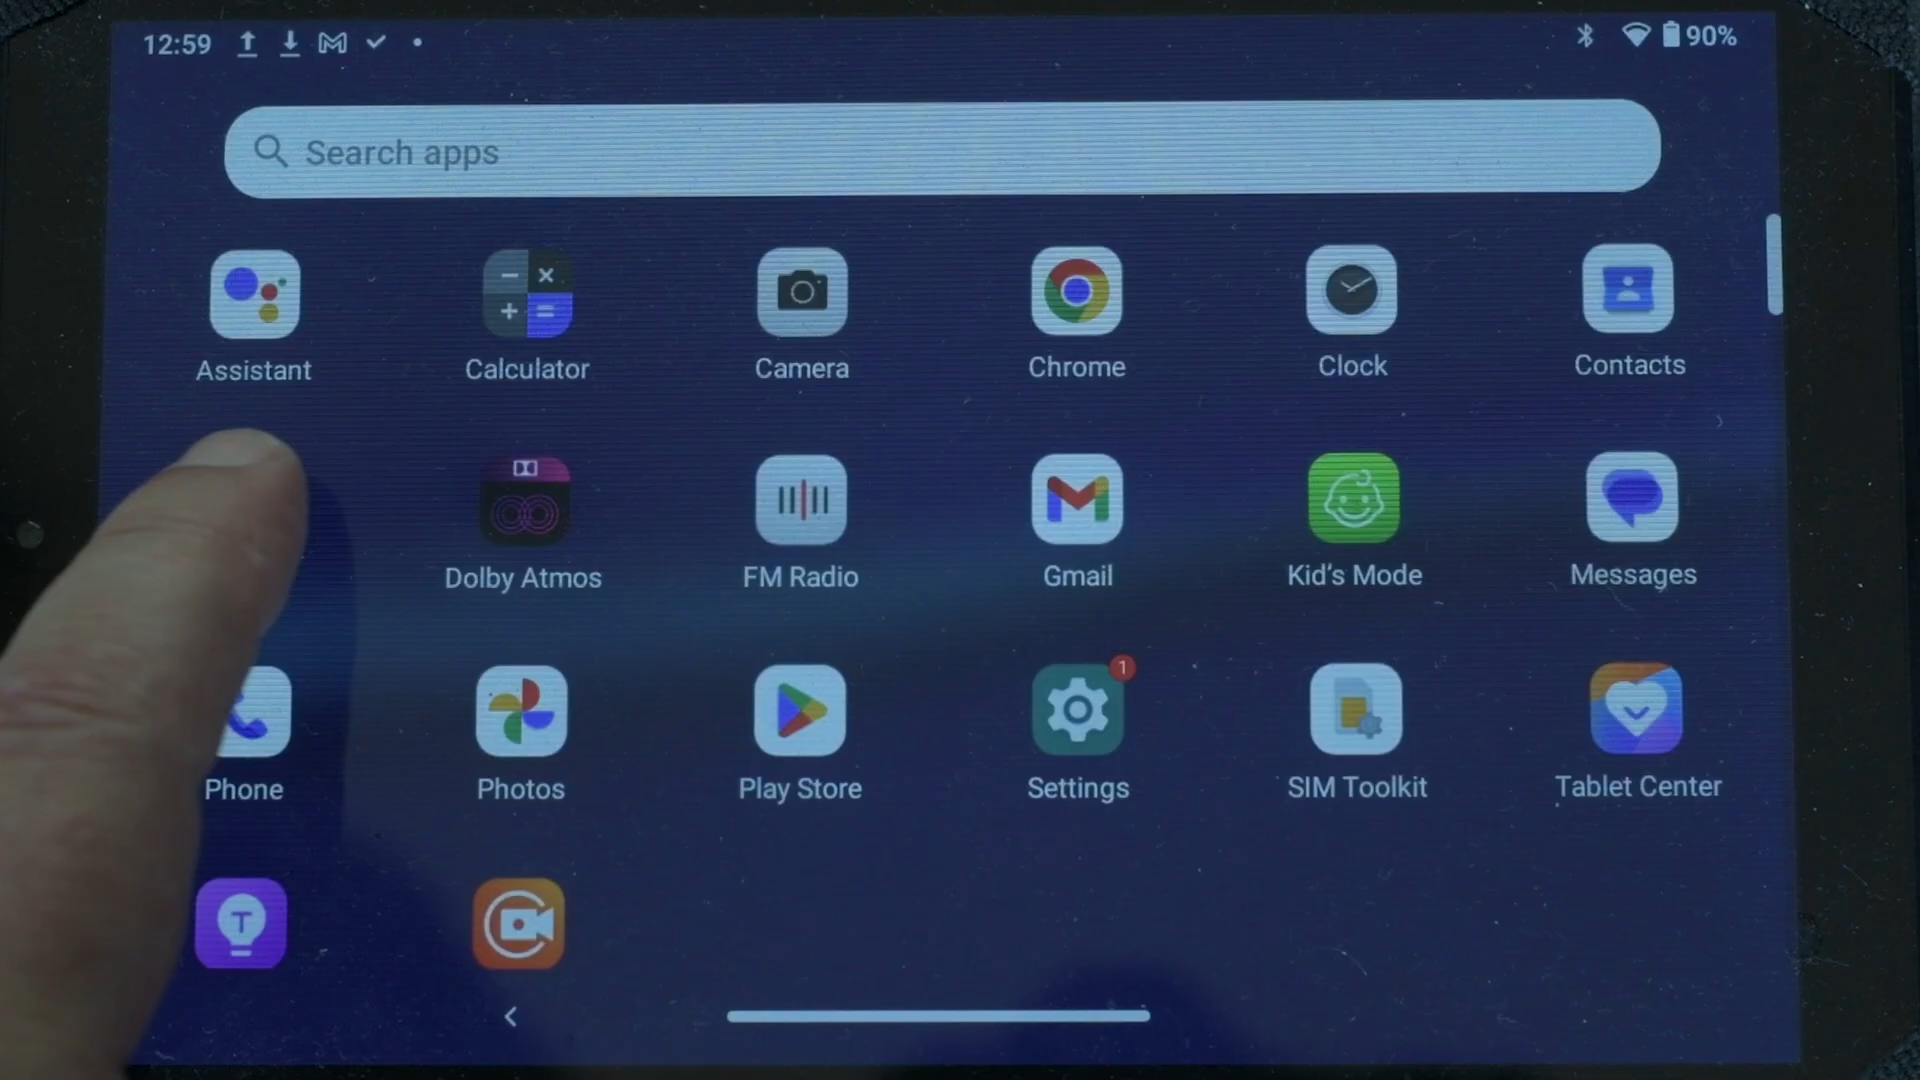 12:59
90%
Search apps
Assistant
Calculator
Camera
Chrome
Clock
Contacts
Dolby Atmos
FM Radio
Gmail
Kid's Mode
Messages
Phone
Photos
Play Store
Settings
1
SIM Toolkit
Tablet Center
T